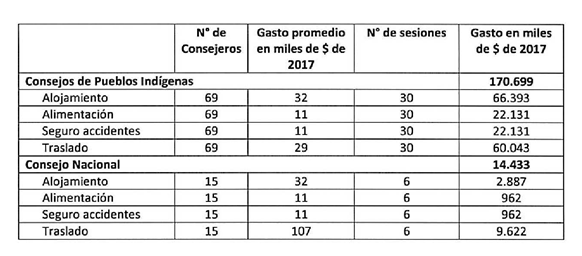 N° de Consejeros | Gasto promedio en miles de $ de 2017 | N° de sesiones | Gasto en miles de $ de 2017
Consejos de Pueblos Indígenas | 170.699
Alojamiento | 69 | 32 | 30 | 66.393
Alimentación | 69 | 11 | 30 | 22.131
Seguro accidentes | 69 | 11 | 30 | 22.131
Traslado | 69 | 29 | 30 | 60.043
Consejo Nacional | 14.433
Alojamiento | 15 | 32 | 6 | 2.887
Alimentación | 15 | 11 | 6 | 962
Seguro accidentes | 15 | 11 | 6 | 962
Traslado | 15 | 107 | 6 | 9.622